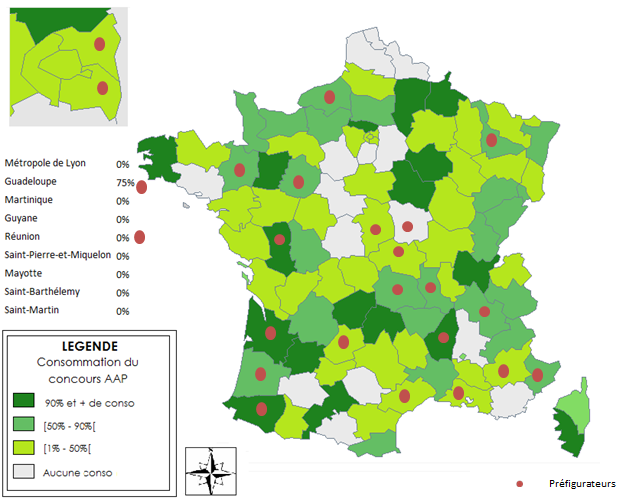 Métropole de Lyon 0%
Guadeloupe 75%
Martinique 0%
Guyane 0%
Réunion 0%
Saint-Pierre-et-Miquelon 0%
Mayotte 0%
Saint-Barthélemy 0%
Saint-Martin 0%
LEGENDE
Consommation du
concours AAP
90% et + de conso
[50% - 90%[
[1% - 50%[
Aucune conso
Préfigurateurs